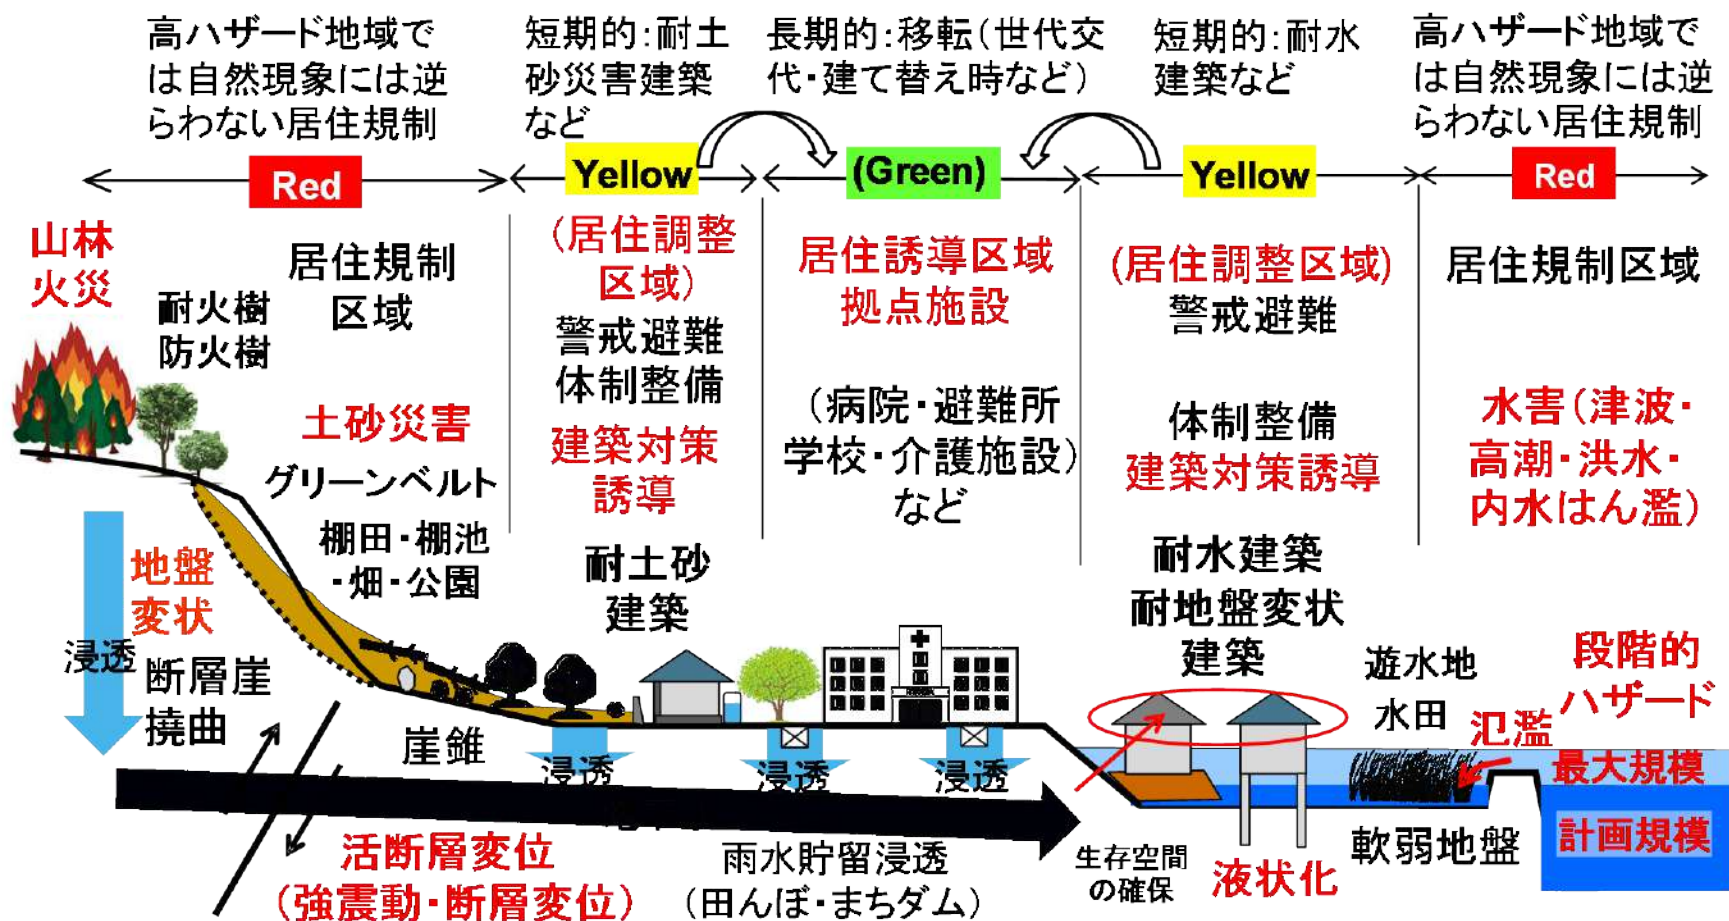 高ハザード地域で
は自然現象には逆
らわない居住規制
短期的:耐土
砂災害建築
など
長期的:移転(世代交
代・建て替え時など)
短期的:耐水
建築など
高ハザード地域で
は自然現象には逆
らわない居住規制
Red
Yellow
(Green)
Yellow
Red
山林
火災
耐火樹
防火樹
居住規制
区域
土砂災害
グリーンベルト
棚田・棚池
・畑・公園
(居住調整
区域)
警戒避難
体制整備
建築対策
誘導
耐土砂
建築
居住誘導区域
拠点施設
(病院・避難所
学校・介護施設)
など
(居住調整区域)
警戒避難
体制整備
建築対策誘導
耐水建築
耐地盤変状
建築
居住規制区域
水害(津波・
高潮・洪水・
内水はん濫)
地盤
変状
浸透
断層崖
撓曲
崖錐
浸透
浸透
浸透
遊水地
水田
氾濫
段階的
ハザード
最大規模
計画規模
活断層変位
(強震動・断層変位)
雨水貯留浸透
(田んぼ・まちダム)
生存空間
の確保
液状化
軟弱地盤